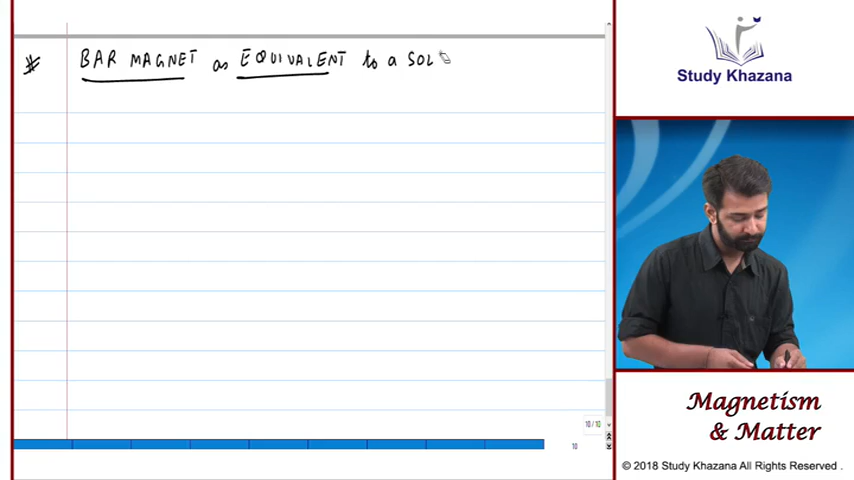 BAR MAGNET as EQUIVALENT to a SOL
Study Khazana
10 / 10
10
Magnetism
& Matter
© 2018 Study Khazana All Rights Reserved .